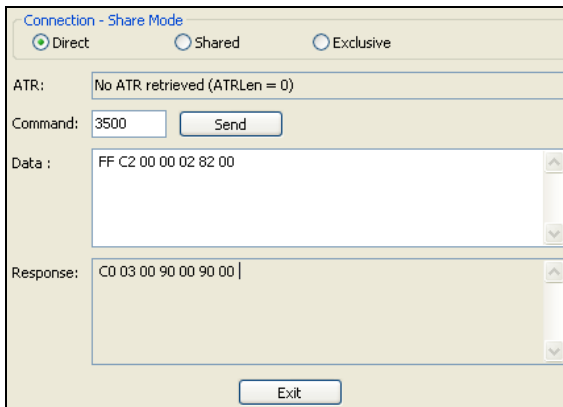 Connection - Share Mode
Direct Shared Exclusive
ATR: No ATR retrieved (ATRLen = 0)
Command: 3500 Send
Data : FF C2 00 00 02 82 00
Response: C0 03 00 90 00 90 00
Exit